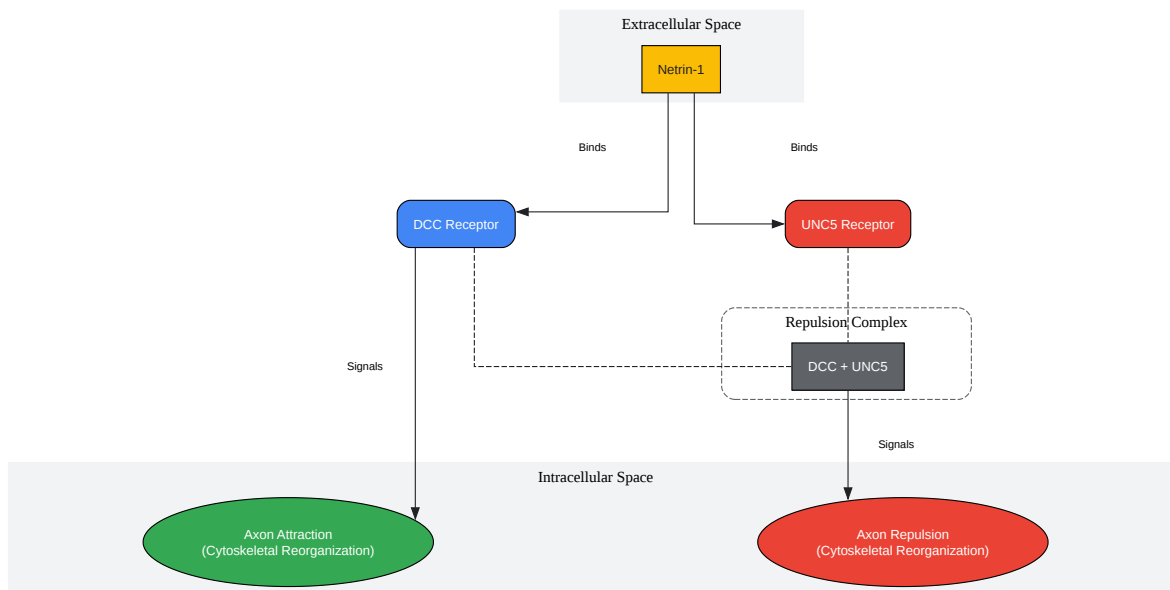 Extracellular Space
Netrin-1
Binds
Binds
DCC Receptor
UNC5 Receptor
Repulsion Complex
DCC + UNC5
Signals
Signals
Intracellular Space
Axon Attraction
(Cytoskeletal Reorganization)
Axon Repulsion
(Cytoskeletal Reorganization)